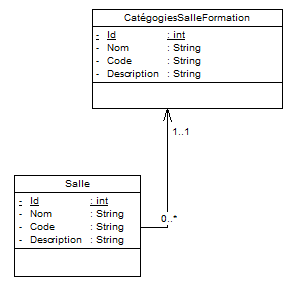 CatégogiesSalleFormation
- Id : int
- Nom : String
- Code : String
- Description : String
1..1
Salle
- Id : int
- Nom : String
- Code : String
- Description : String
0..*